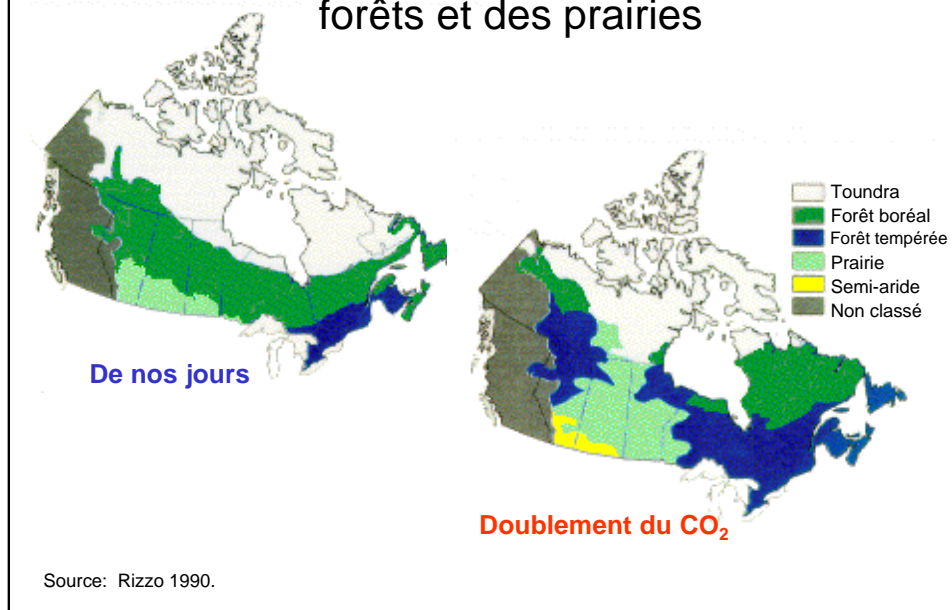 forêts et des prairies
Toundra
Forêt boréal
Forêt tempérée
Prairie
Semi-aride
Non classé
De nos jours
Doublement du CO₂
Source: Rizzo 1990.